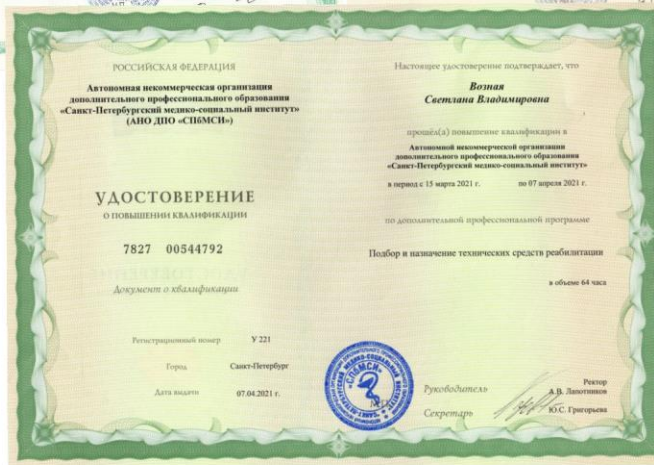 РОССИЙСКАЯ ФЕДЕРАЦИЯ
Автономная некоммерческая организация
дополнительного профессионального образования
«Санкт-Петербургский медико-социальный институт»
(АНО ДПО «СПбМСИ»)
УДОСТОВЕРЕНИЕ
О ПОВЫШЕНИИ КВАЛИФИКАЦИИ
7827 00544792
Документ о квалификации
Регистрационный номер У 221
Город Санкт-Петербург
Дата выдачи 07.04.2021 г.
Настоящее удостоверение подтверждает, что
Возная
Светлана Владимировна
прошёл(а) повышение квалификации в
Автономной некоммерческой организации
дополнительного профессионального образования
«Санкт-Петербургский медико-социальный институт»
в период с 15 марта 2021 г. по 07 апреля 2021 г.
по дополнительной профессиональной программе
Подбор и назначение технических средств реабилитации
в объеме 64 часа
«СПбМСИ»
Руководитель
Ректор
А.В. Лапотников
Секретарь
Ю.С. Григорьева